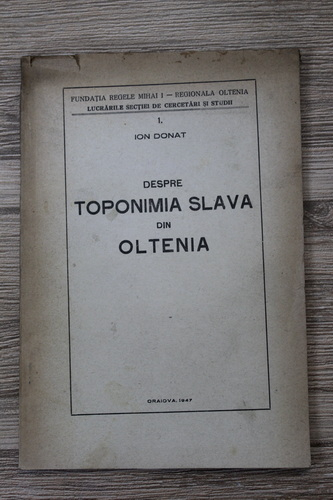 FUNDAȚIA REGELE MIHAI I — REGIONALA OLTENIA
LUCRĂRILE SECȚIEI DE CERCETĂRI ȘI STUDII
1.
ION DONAT
DESPRE
TOPONIMIA SLAVA
DIN
OLTENIA
CRAIOVA, 1947